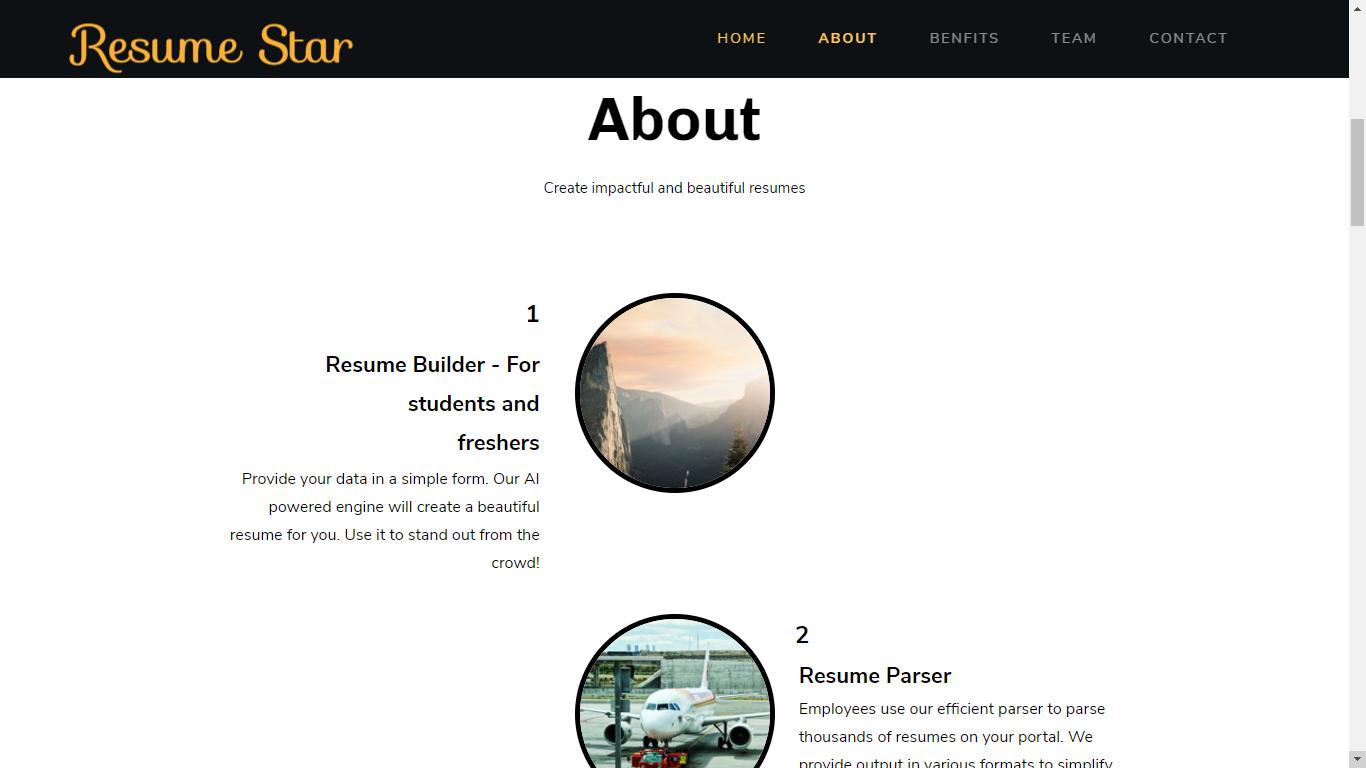 Resume Star
HOME ABOUT BENFITS TEAM CONTACT
About
Create impactful and beautiful resumes
1
Resume Builder - For
students and
freshers
Provide your data in a simple form. Our AI
powered engine will create a beautiful
resume for you. Use it to stand out from the
crowd!
2
Resume Parser
Employees use our efficient parser to parse
thousands of resumes on your portal. We
provide output in various formats to simplify